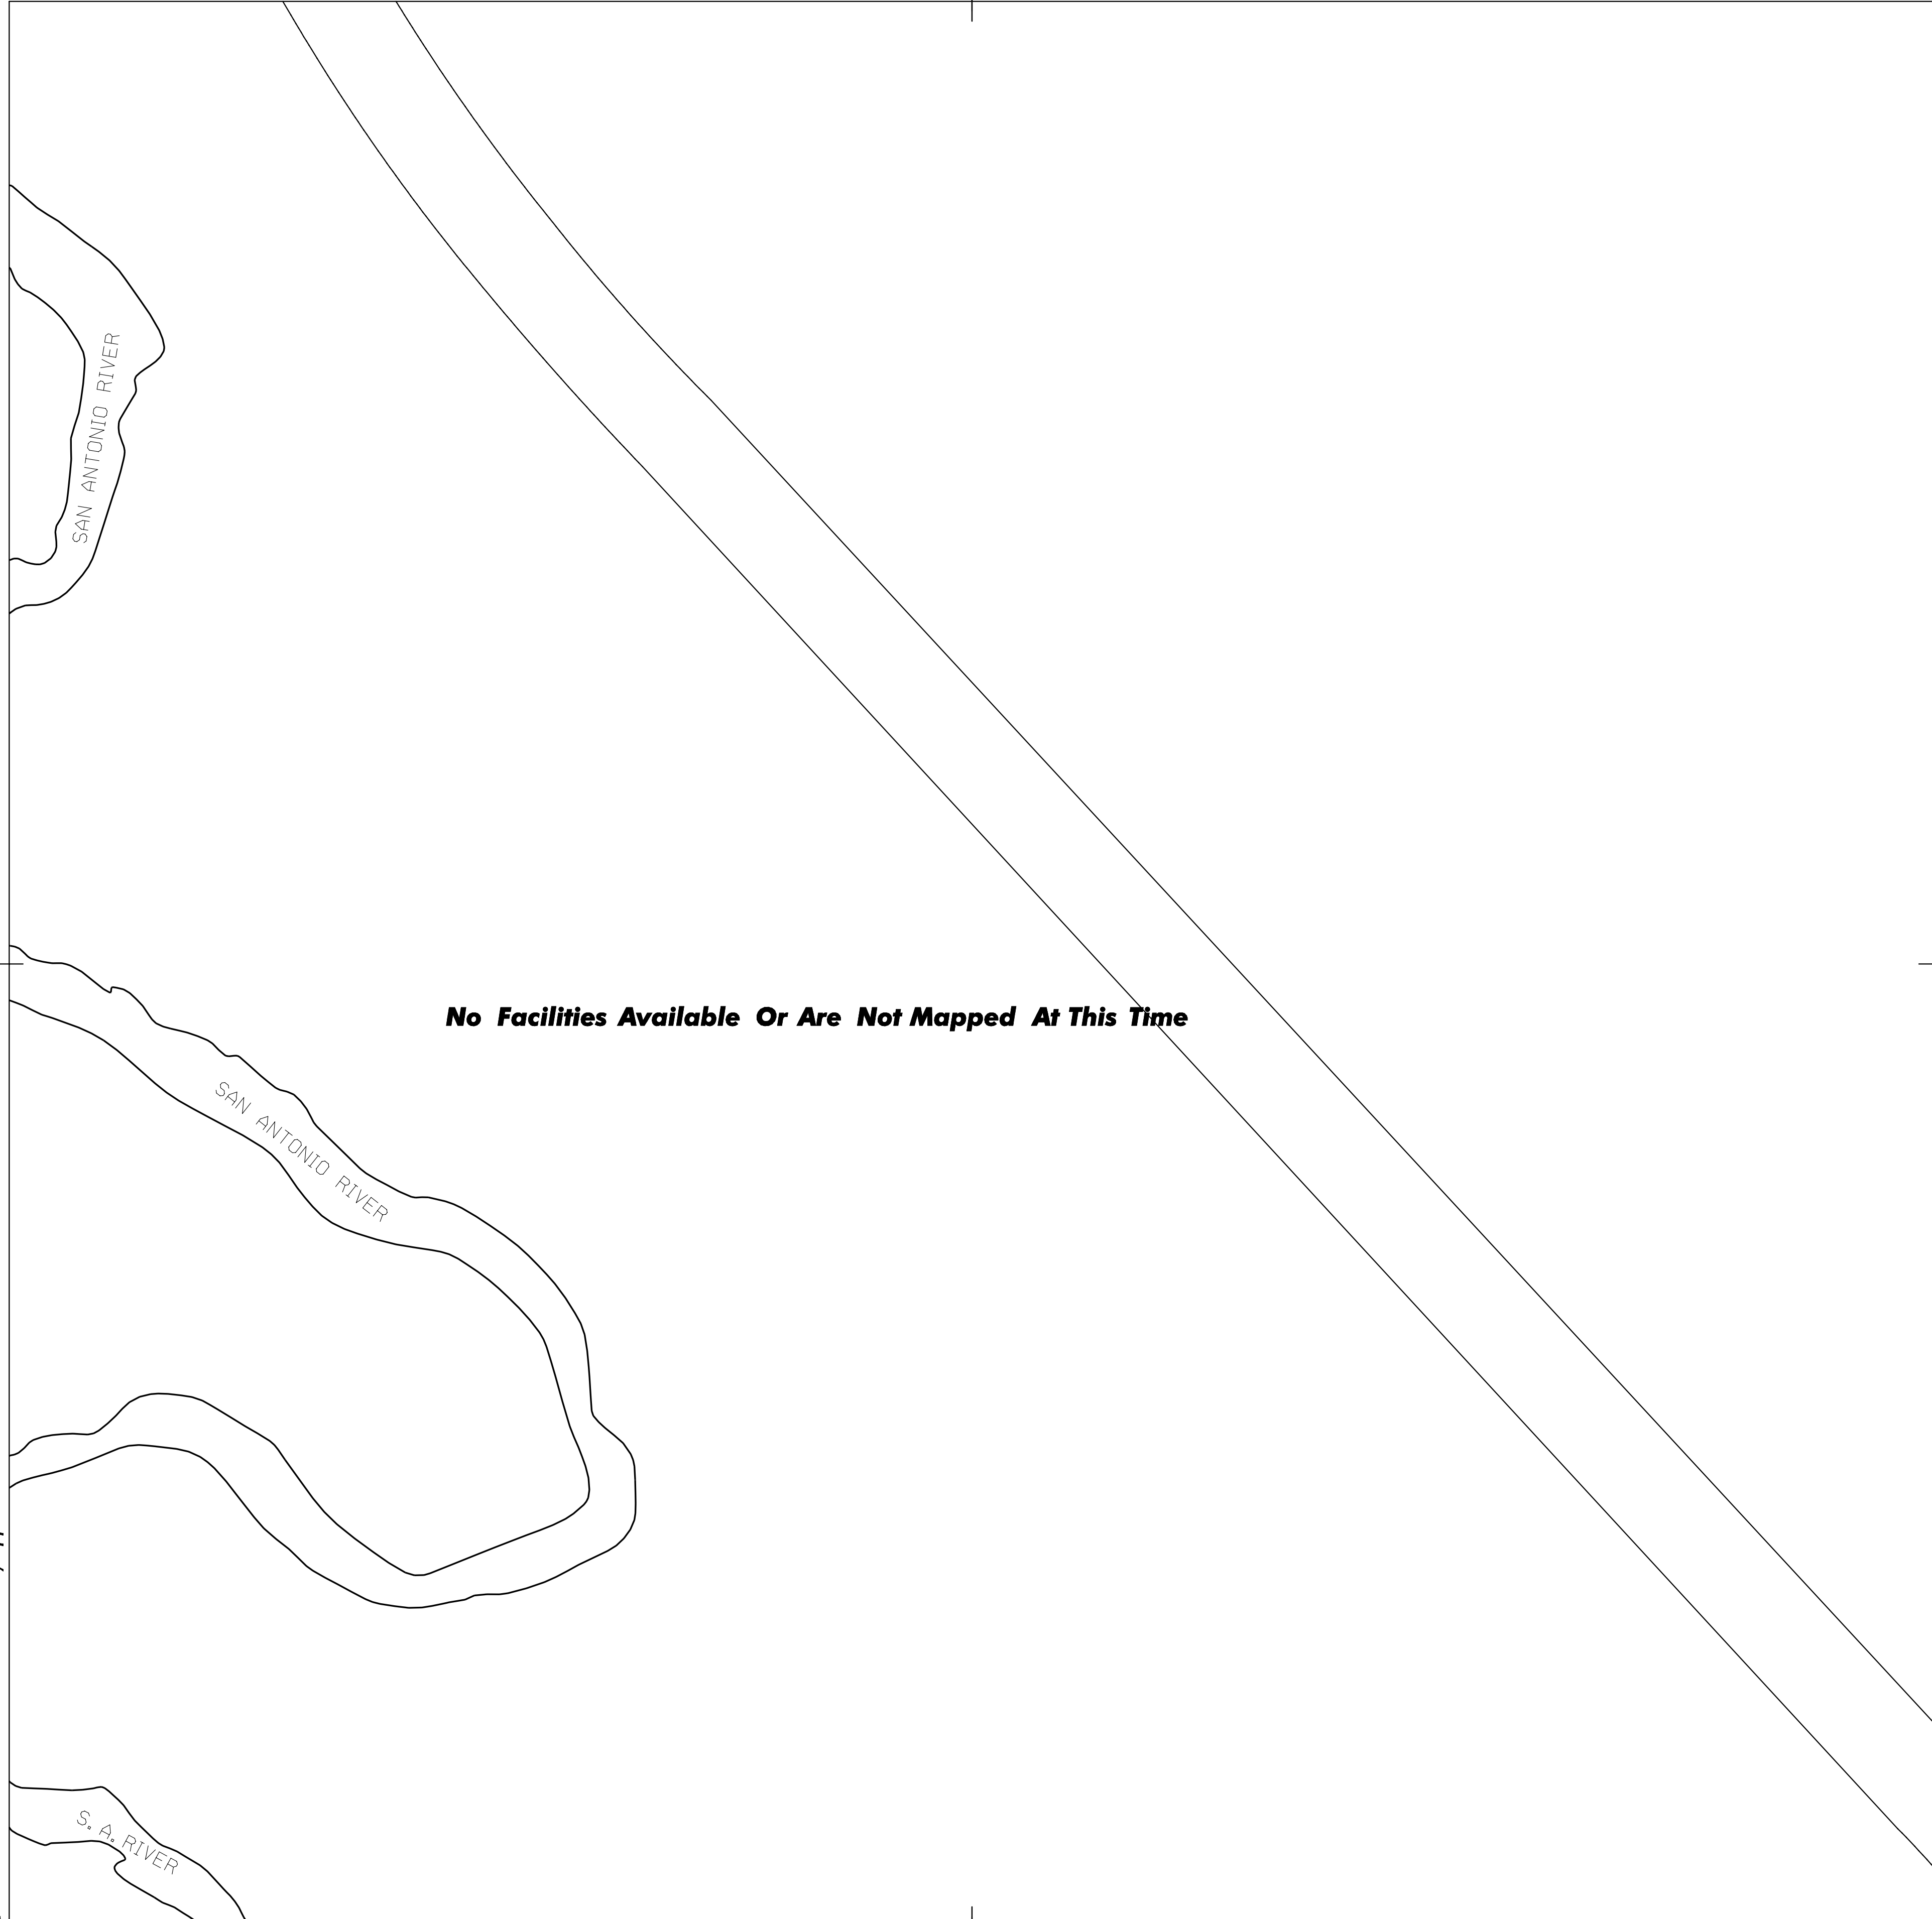 SAN ANTONIO RIVER
No Facilities Available Or Are Not Mapped At This Time
SAN ANTONIO RIVER
S. A. RIVER